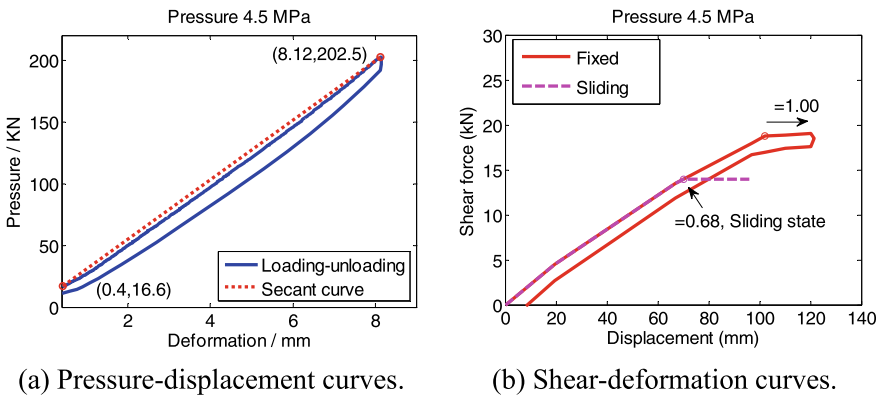 Pressure 4.5 MPa
(8.12,202.5)
200
150
100
50
0
Pressure / KN
(0.4,16.6)
Loading-unloading
Secant curve
2
4
6
8
Deformation / mm
(a) Pressure-displacement curves.
Pressure 4.5 MPa
30
25
20
15
10
5
0
Shear force (kN)
Fixed
Sliding
=1.00
=0.68, Sliding state
0
20
40
60
80
100
120
140
Displacement (mm)
(b) Shear-deformation curves.